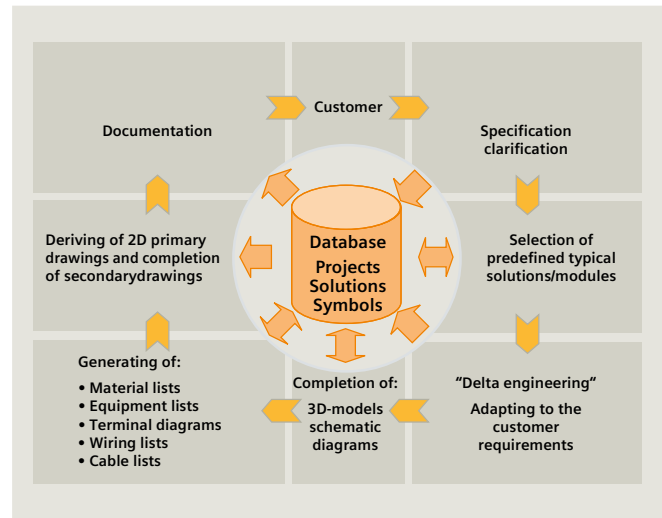 Customer
Documentation
Specification
clarification
Deriving of 2D primary
drawings and completion
of secondarydrawings
Database
Projects
Solutions
Symbols
Selection of
predefined typical
solutions/modules
Generating of:
• Material lists
• Equipment lists
• Terminal diagrams
• Wiring lists
• Cable lists
Completion of:
3D-models
schematic
diagrams
“Delta engineering“
Adapting to the
customer
requirements